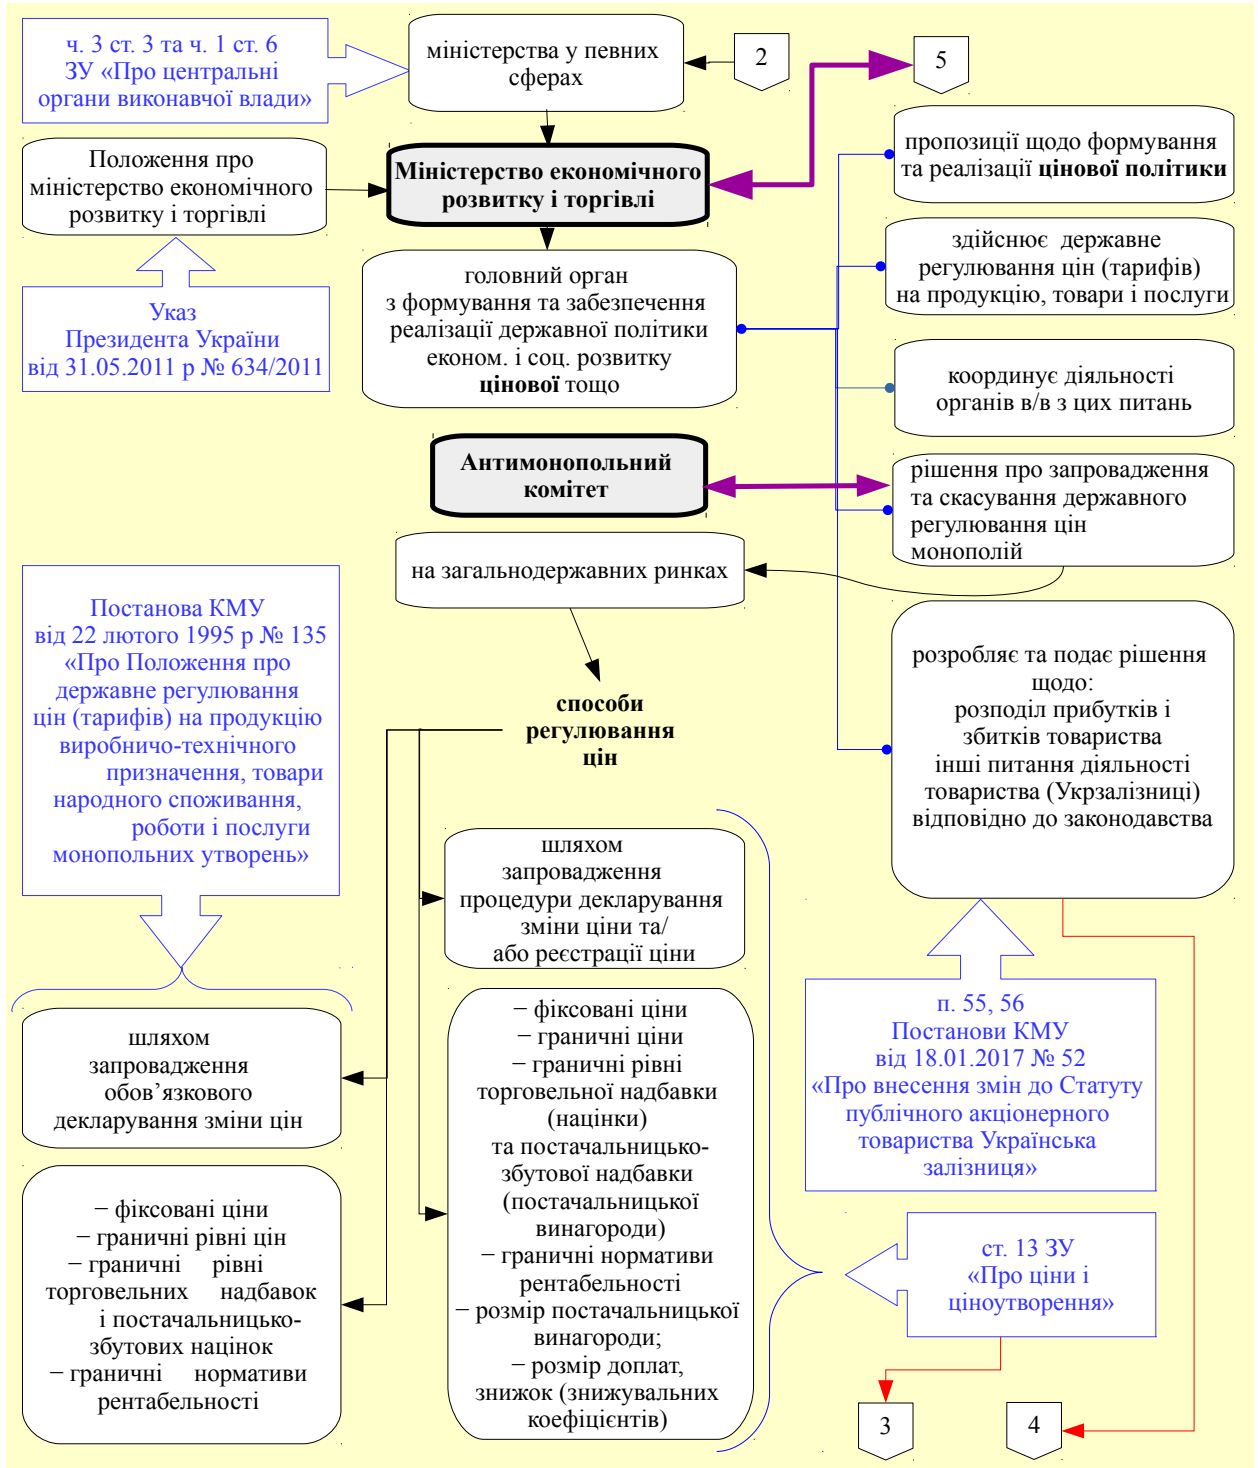 ч. 3 ст. 3 та ч. 1 ст. 6
ЗУ «Про центральні
органи виконавчої влади»
міністерства у певних
сферах
2
5
Положення про
міністерство економічного
розвитку і торгівлі
Міністерство економічного
розвитку і торгівлі
пропозиції щодо формування
та реалізації цінової політики
здійснює державне
регулювання цін (тарифів)
на продукцію, товари і послуги
Указ
Президента України
від 31.05.2011 р № 634/2011
головний орган
з формування та забезпечення
реалізації державної політики
економ. і соц. розвитку
цінової тощо
координує діяльності
органів в/в з цих питань
Антимонопольний
комітет
рішення про запровадження
та скасування державного
регулювання цін
монополій
на загальнодержавних ринках
Постанова КМУ
від 22 лютого 1995 р № 135
«Про Положення про
державне регулювання
цін (тарифів) на продукцію
виробничо-технічного
призначення, товари
народного споживання,
роботи і послуги
монопольних утворень»
розробляє та подає рішення
щодо:
розподіл прибутків і
збитків товариства
інші питання діяльності
товариства (Укрзалізниці)
відповідно до законодавства
способи
регулювання
цін
шляхом
запровадження
процедури декларування
зміни ціни та/
або реєстрації ціни
п. 55, 56
Постанови КМУ
від 18.01.2017 № 52
«Про внесення змін до Статуту
публічного акціонерного
товариства Українська
залізниця»
шляхом
запровадження
обов’язкового
декларування зміни цін
− фіксовані ціни
− граничні ціни
− граничні рівні
торговельної надбавки
(націнки)
та постачальницько-
збутової надбавки
(постачальницької
винагороди)
− граничні нормативи
рентабельності
− розмір постачальницької
винагороди;
− розмір доплат,
знижок (знижувальних
коефіцієнтів)
− фіксовані ціни
− граничні рівні цін
− граничні рівні
торговельних надбавок
і постачальницько-
збутових націнок
− граничні нормативи
рентабельності
ст. 13 ЗУ
«Про ціни і
ціноутворення»
3
4